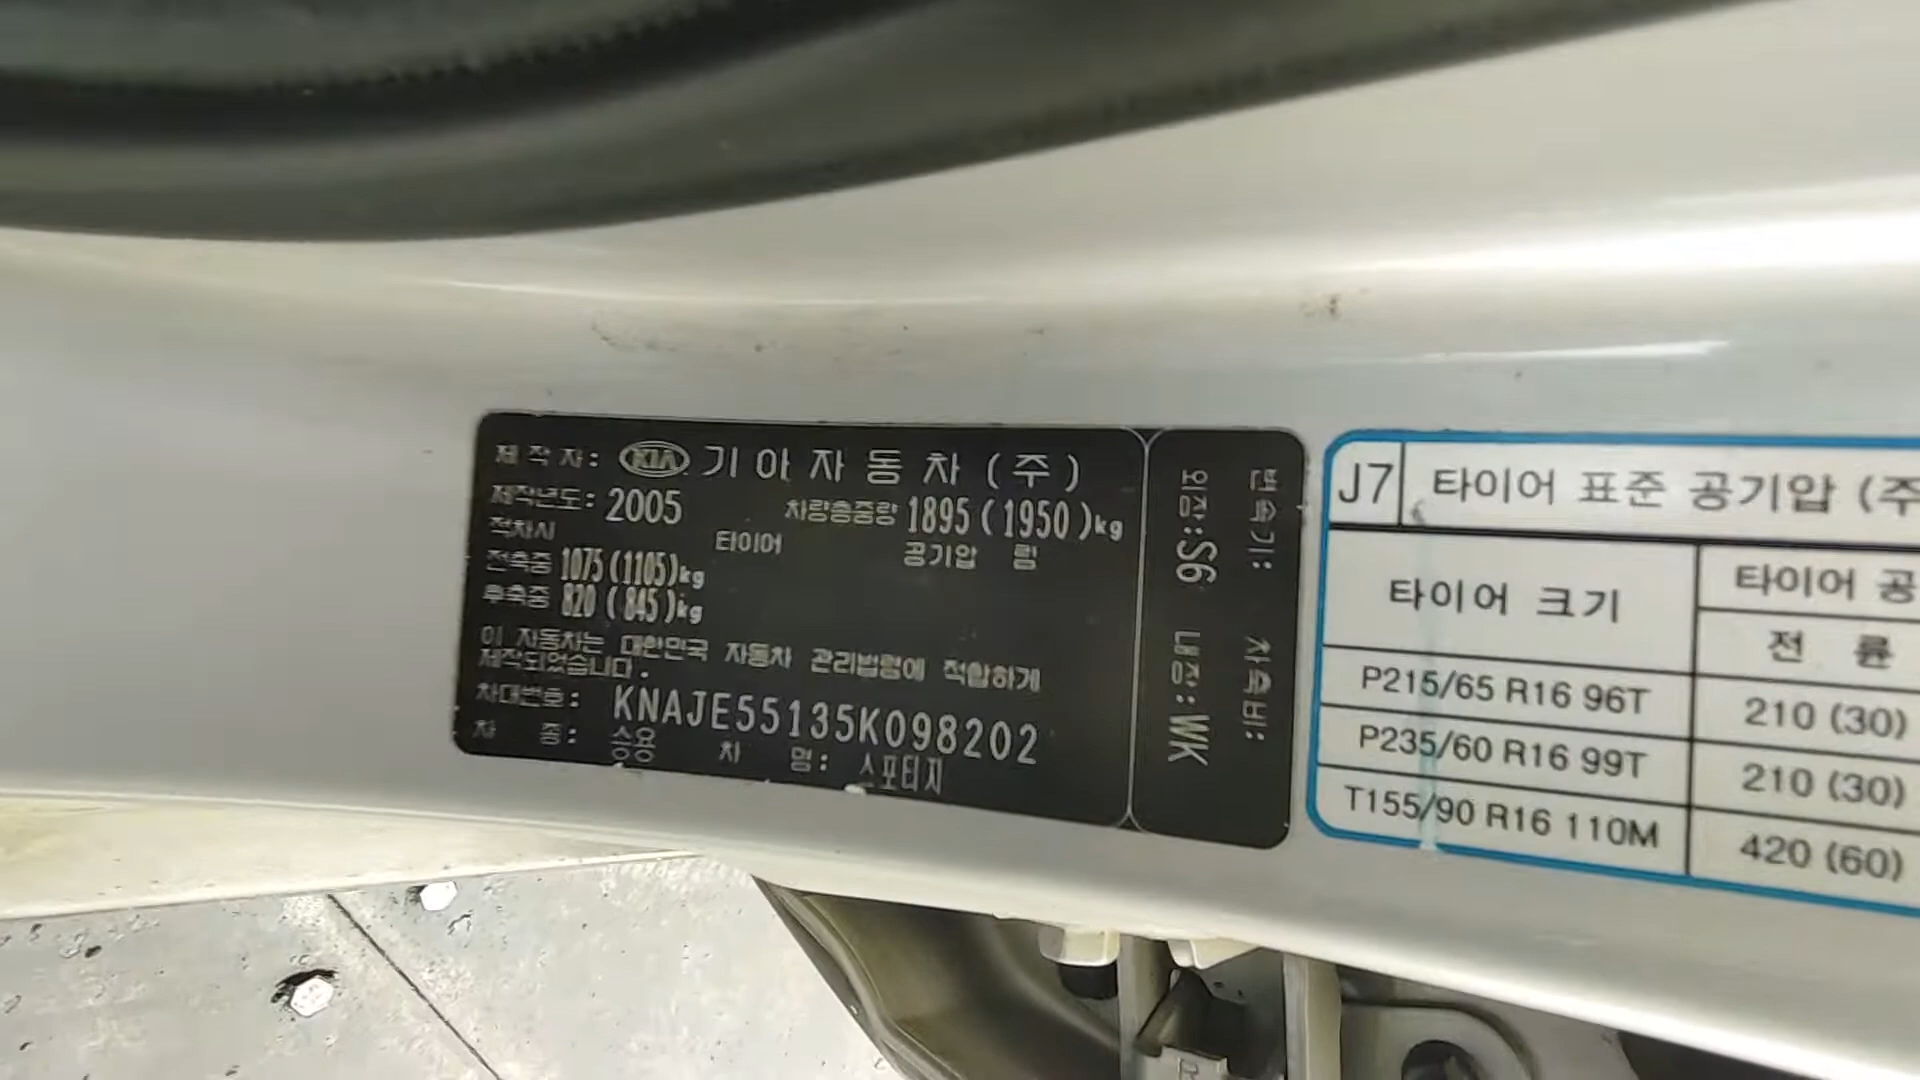 제 작 자: KIA 기 아 자 동 차 (주)
제작년도: 2005 차량총중량 1895 (1950)kg
적차시 타이어 공기압 림
전축중 1075(1105)kg
후축중 820 (845)kg
이 자동차는 대한민국 자동차 관리법령에 적합하게
제작되었습니다.
차대번호: KNAJE55135K098202
차 종: 승용 차 명: 스포티지
변속기: 차축비:
외장:S6 내장:WK
J7 타이어 표준 공기압 (주
타이어 크기 타이어 공
전 륜
P215/65 R16 96T 210 (30)
P235/60 R16 99T 210 (30)
T155/90 R16 110M 420 (60)